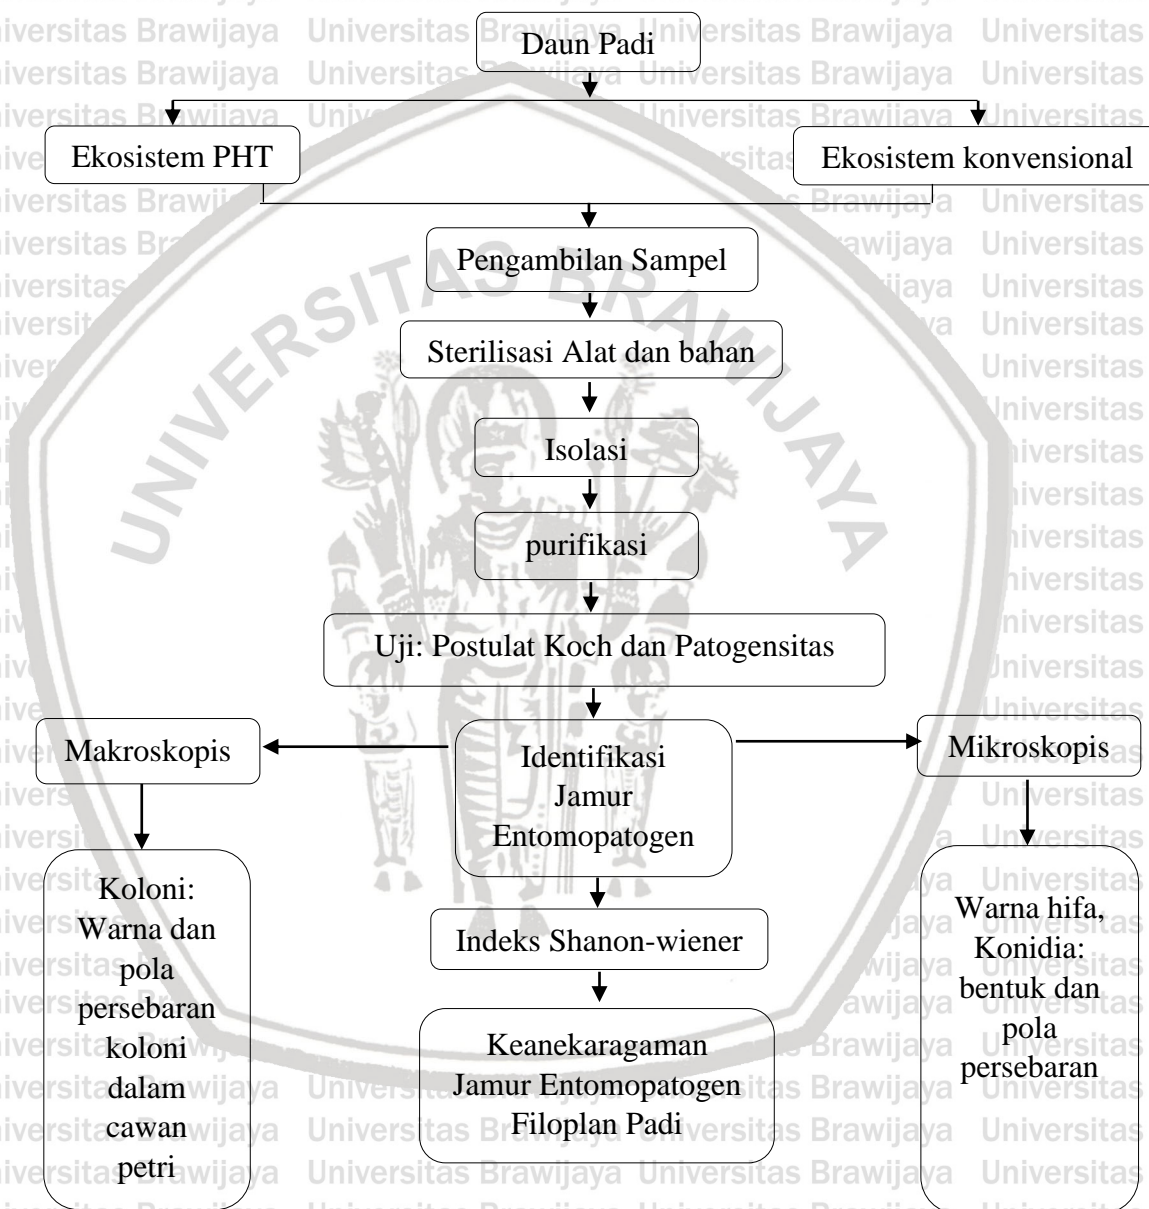 Daun Padi
Ekosistem PHT
Ekosistem konvensional
Pengambilan Sampel
UNIVERSITAS BRAWIJAYA
Sterilisasi Alat dan bahan
Isolasi
purifikasi
Uji: Postulat Koch dan Patogensitas
Makroskopis
Identifikasi
Jamur
Entomopatogen
Mikroskopis
Koloni:
Warna dan
pola
persebaran
koloni
dalam
cawan
petri
Indeks Shanon-wiener
Keanekaragaman
Jamur Entomopatogen
Filoplan Padi
Warna hifa,
Konidia:
bentuk dan
pola
persebaran